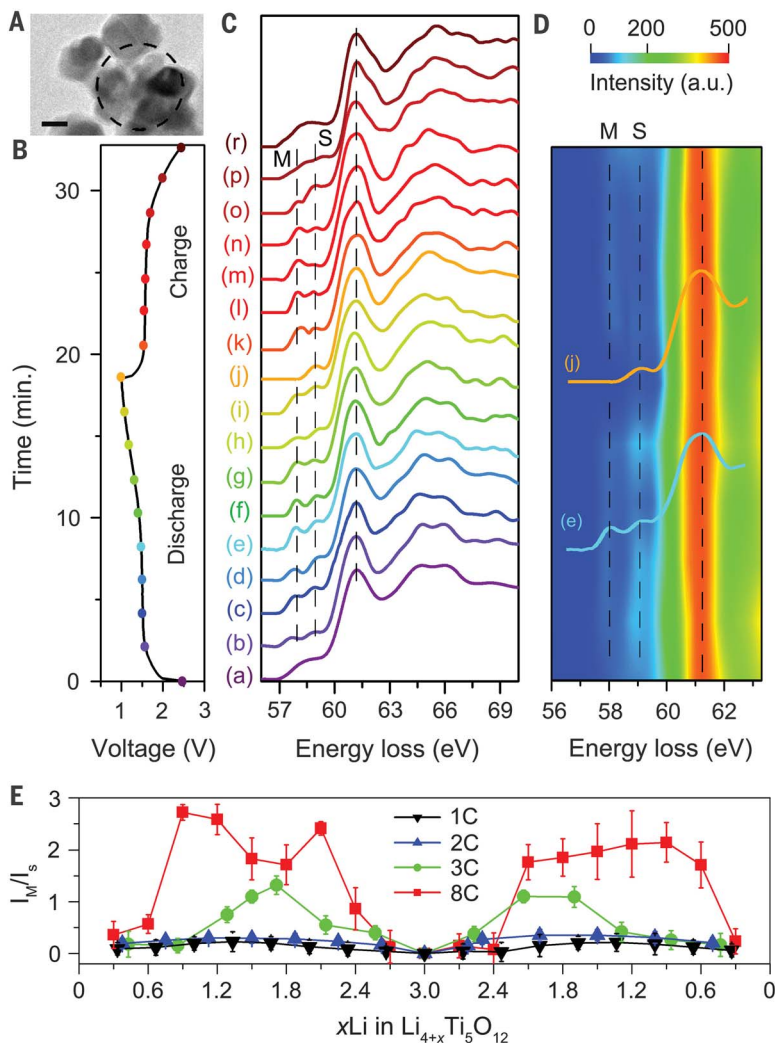 A
B
Time (min.)
30
20
10
0
Charge
Discharge
1 2 3
Voltage (V)
C
M
S
(r)
(p)
(o)
(n)
(m)
(l)
(k)
(j)
(i)
(h)
(g)
(f)
(e)
(d)
(c)
(b)
(a)
57 60 63 66 69
Energy loss (eV)
D
0 200 500
Intensity (a.u.)
M S
(j)
(e)
56 58 60 62
Energy loss (eV)
E
I_M/I_s
3
2
1
0
1C
2C
3C
8C
0 0.6 1.2 1.8 2.4 3.0 2.4 1.8 1.2 0.6 0
xLi in Li₄₊ₓTi₅O₁₂